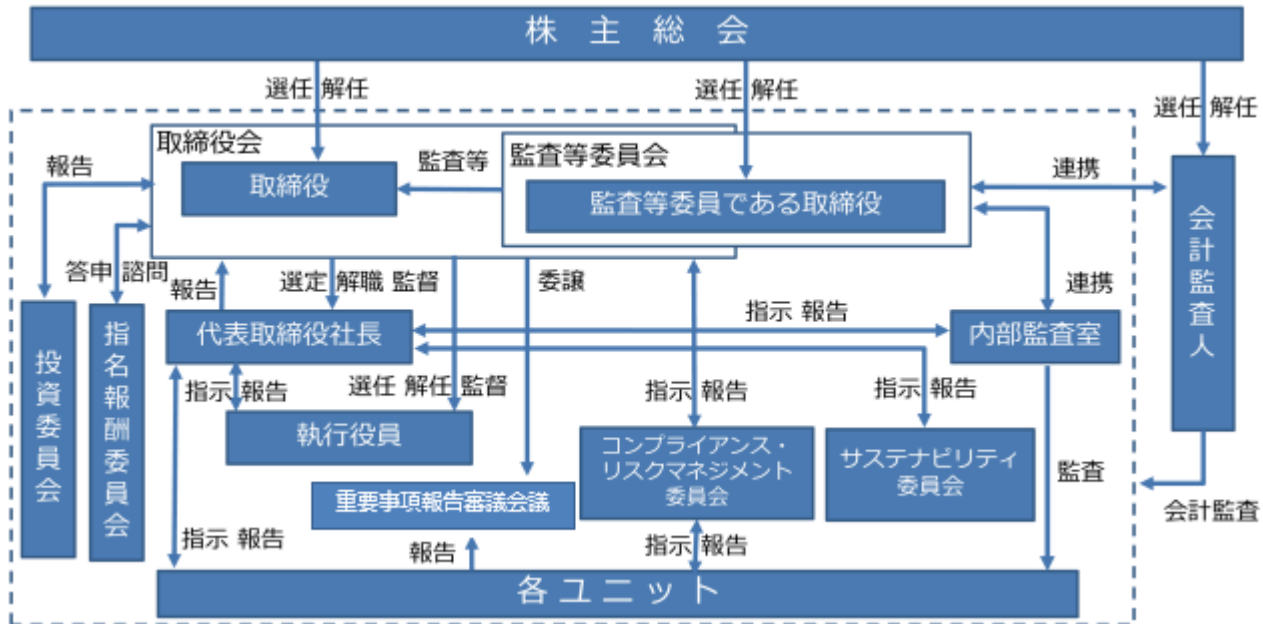 株主総会
選任 解任
選任 解任
選任 解任
取締役会
監査等委員会
報告
監査等
連携
取締役
監査等委員である取締役
会計監査人
答申 諮問
報告
選定 解職 監督
委譲
連携
指示 報告
代表取締役社長
内部監査室
投資委員会
指名報酬委員会
指示 報告
選任 解任 監督
指示 報告
指示 報告
執行役員
コンプライアンス・
リスクマネジメント
委員会
サステナビリティ
委員会
監査
重要事項報告審議会議
会計監査
指示 報告
報告
指示 報告
各ユニット